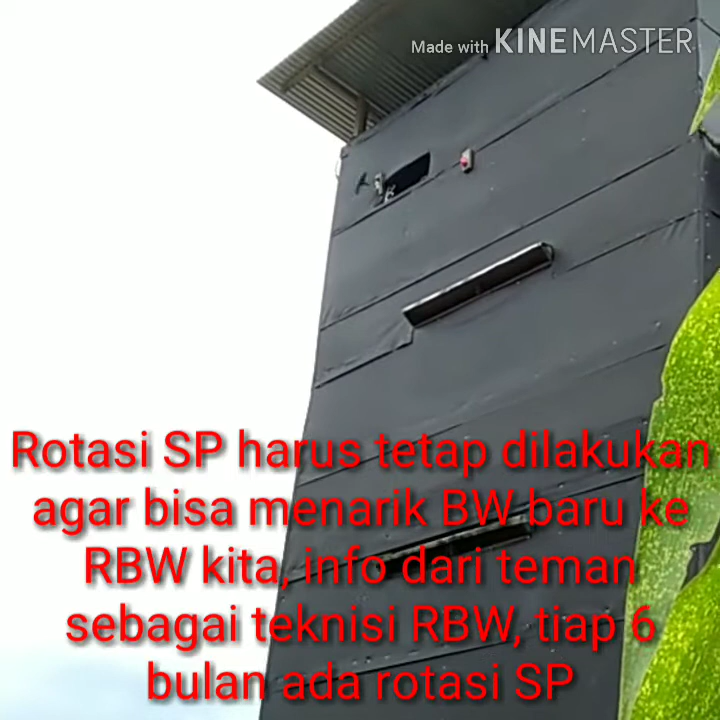 Made with KINEMASTER
Rotasi SP harus tetap dilakukan
agar bisa menarik BW baru ke
RBW kita, info dari teman
sebagai teknisi RBW, tiap 6
bulan ada rotasi SP